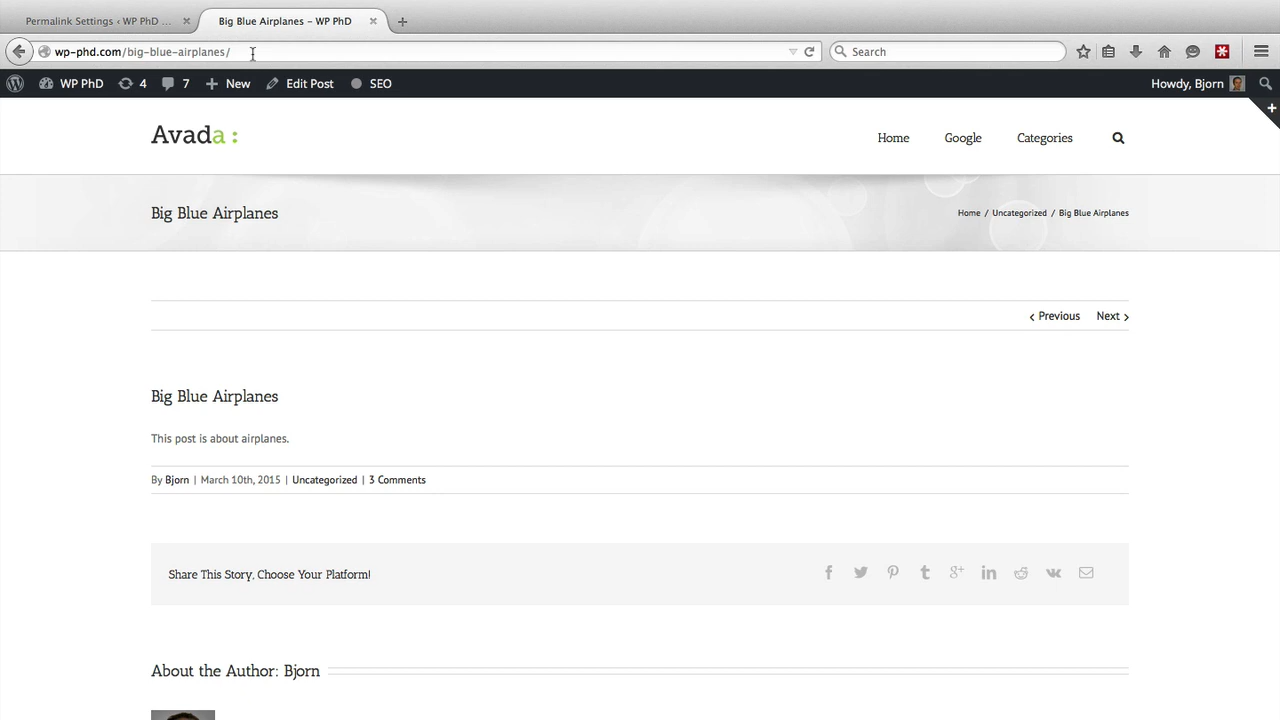 Permalink Settings ‹ WP PhD ...
Big Blue Airplanes – WP PhD
wp-phd.com/big-blue-airplanes/
Search
WP PhD 4 7 New Edit Post SEO Howdy, Bjorn
Avada :
Home Google Categories
Big Blue Airplanes
Home / Uncategorized / Big Blue Airplanes
‹ Previous Next ›
Big Blue Airplanes
This post is about airplanes.
By Bjorn | March 10th, 2015 | Uncategorized | 3 Comments
Share This Story, Choose Your Platform!
About the Author: Bjorn